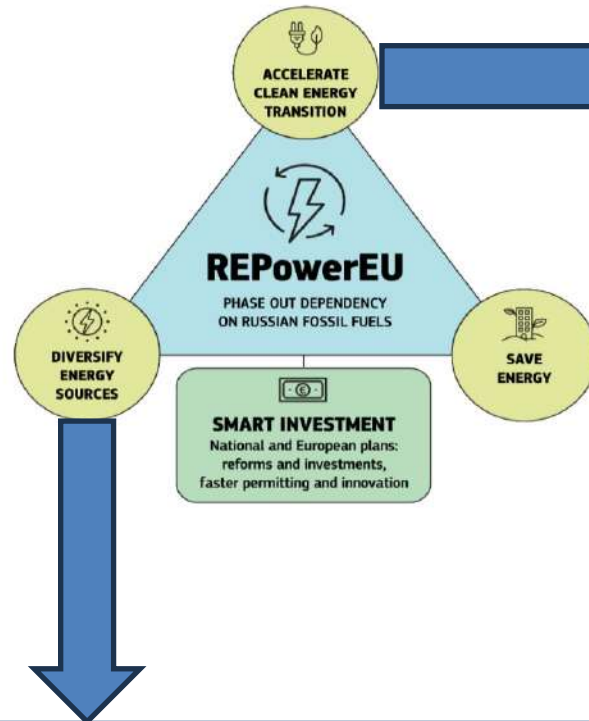 ACCELERATE
CLEAN ENERGY
TRANSITION
REPowerEU
PHASE OUT DEPENDENCY
ON RUSSIAN FOSSIL FUELS
DIVERSIFY
ENERGY
SOURCES
SAVE
ENERGY
SMART INVESTMENT
National and European plans:
reforms and investments,
faster permitting and innovation